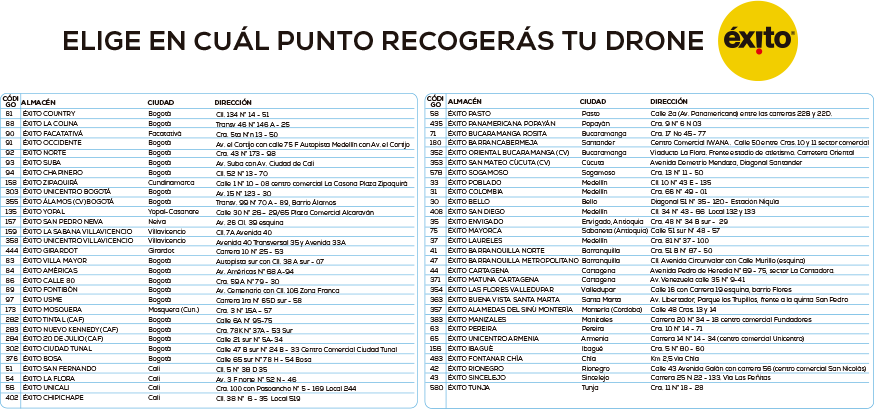 ELIGE EN CUÁL PUNTO RECOGERÁS TU DRONE éxito
CÓDI GO ALMACÉN CIUDAD DIRECCIÓN
81 ÉXITO COUNTRY Bogotá Cll. 134 N° 14 - 51
88 ÉXITO LA COLINA Bogotá Transv 46 N° 146 A - 25
90 ÉXITO FACATATIVÁ Facatativá Cra. 5ta N°n 13 - 50
91 ÉXITO OCCIDENTE Bogotá Av. el Cortijo con calle 75 F Autopista Medellín con Av. el Cortijo
92 ÉXITO NORTE Bogotá Cra. 43 N° 173 - 98
93 ÉXITO SUBA Bogotá Av. Suba con Av. Ciudad de Cali
94 ÉXITO CHAPINERO Bogotá Cll. 52 N° 13 - 70
158 ÉXITO ZIPAQUIRÁ Cundinamarca Calle 1 N° 10 - 08 centro comercial La Casona Plaza Zipaquirá
303 ÉXITO UNICENTRO BOGOTÁ Bogotá Av. 15 N° 123 - 30
355 ÉXITO ÁLAMOS (CV) BOGOTÁ Bogotá Transv. 99 N° 70 A - 89, Barrio Álamos
135 ÉXITO YOPAL Yopal-Casanare Calle 30 N° 26 - 29/65 Plaza Comercial Alcaraván
157 ÉXITO SAN PEDRO NEIVA Neiva Av. 26 Cll. 39 esquina
159 ÉXITO LA SABANA VILLAVICENCIO Villavicencio Cll. 7A Avenida 40
358 ÉXITO UNICENTRO VILLAVICENCIO Villavicencio Avenida 40 Transversal 35 y Avenida 33A
444 ÉXITO GIRARDOT Girardot Carrera 10 N° 25 - 53
83 ÉXITO VILLA MAYOR Bogotá Autopista sur con Cll. 38 A sur - 07
84 ÉXITO AMÉRICAS Bogotá Av. Américas N° 68 A-94
86 ÉXITO CALLE 80 Bogotá Cra. 59A N° 79 - 30
89 ÉXITO FONTIBÓN Bogotá Av. Centenario con Cll. 106 Zona Franca
97 ÉXITO USME Bogotá Carrera 1ra N° 65D sur - 58
173 ÉXITO MOSQUERA Mosquera (Cun.) Cra. 3 N° 15A - 57
282 ÉXITO TINTAL (CAF) Bogotá Calle 6A N° 95-75
283 ÉXITO NUEVO KENNEDY (CAF) Bogotá Cra. 78K N° 37A - 53 Sur
284 ÉXITO 20 DE JULIO (CAF) Bogotá Calle 21 sur N° 5A- 34
302 ÉXITO CIUDAD TUNAL Bogotá Calle 47 B sur N° 24 B - 33 Centro Comercial Ciudad Tunal
376 ÉXITO BOSA Bogotá Calle 65 sur N° 78 H - 54 Bosa
51 ÉXITO SAN FERNANDO Cali Cll. 5 N° 38 D 35
54 ÉXITO LA FLORA Cali Av. 3 F norte N° 52 N - 46
56 ÉXITO UNICALI Cali Cra. 100 con Pasoancho N° 5 - 169 Local 244
402 ÉXITO CHIPICHAPE Cali Cll. 38 N° 6 - 35 Local 519
CÓDI GO ALMACÉN CIUDAD DIRECCIÓN
58 ÉXITO PASTO Pasto Calle 2a (Av. Panamericana) entre las carreras 22B y 22D.
435 ÉXITO PANAMERICANA POPAYÁN Popayán Cra. 9 N° 6 N 03
71 ÉXITO BUCARAMANGA ROSITA Bucaramanga Cra. 17 No 45 - 77
180 ÉXITO BARRANCABERMEJA Santander Centro Comercial IWANA. Calle 50 entre Cras. 10 y 11 sector comercial
352 ÉXITO ORIENTAL BUCARAMANGA (CV) Bucaramanga Viaducto La Flora. Frente estadio de atletismo. Carretera Oriental
353 ÉXITO SAN MATEO CÚCUTA (CV) Cúcuta Avenida Demetrio Mendoza, Diagonal Santander
578 ÉXITO SOGAMOSO Sogamoso Cra. 13 N° 11 - 50
33 ÉXITO POBLADO Medellín Cll 10 N° 43 E - 135
31 ÉXITO COLOMBIA Medellín Cra. 66 N° 49 - 01
30 ÉXITO BELLO Bello Diagonal 51 N° 35 - 120 - Estación Niquía
408 ÉXITO SAN DIEGO Medellín Cll. 34 N° 43 - 66 Local 132 y 133
35 ÉXITO ENVIGADO Envigado, Antioquia Cra. 48 N° 34 B sur - 29
75 ÉXITO MAYORCA Sabaneta (Antioquia) Calle 51 sur N° 48 - 57
37 ÉXITO LAURELES Medellín Cra. 81 N° 37 - 100
41 ÉXITO BARRANQUILLA NORTE Barranquilla Cra. 51 B N° 87 - 50
47 ÉXITO BARRANQUILLA METROPOLITANO Barranquilla Cll Avenida Circunvalar con Calle Murillo (esquina)
44 ÉXITO CARTAGENA Cartagena Avenida Pedro de Heredia N° 69 - 75, sector La Cornadora.
371 ÉXITO MATUNA CARTAGENA Cartagena Av. Venezuela calle 35 N° 9-41
354 ÉXITO LAS FLORES VALLEDUPAR Valledupar Calle 16 con Carrera 19 esquina, barrio Flores
363 ÉXITO BUENA VISTA SANTA MARTA Santa Marta Av. Libertador, Parque los Trupillos, frente a la quinta San Pedro
357 ÉXITO ALAMEDAS DEL SINÚ MONTERÍA Montería (Cordoba) Calle 48 Cras. 13 y 14
383 ÉXITO MANIZALES Manizales Carrera 20 N° 34 - 18 centro comercial Fundadores
63 ÉXITO PEREIRA Pereira Cra. 10 N° 14 - 71
65 ÉXITO UNICENTRO ARMENIA Armenia Carrera 14 N° 14 - 34 (centro comercial Unicentro)
156 ÉXITO IBAGUÉ Ibagué Cra. 5 N° 80 - 60
483 ÉXITO FONTANAR CHÍA Chía Km 2,5 vía Chía
42 ÉXITO RIONEGRO Rionegro Calle 43 Avenida Galán con carrera 56 (centro comercial San Nicolás)
43 ÉXITO SINCELEJO Sincelejo Carrera 25 N 22 - 133. Vía Las Peñitas
580 ÉXITO TUNJA Tunja Cra. 11 N° 18 - 28